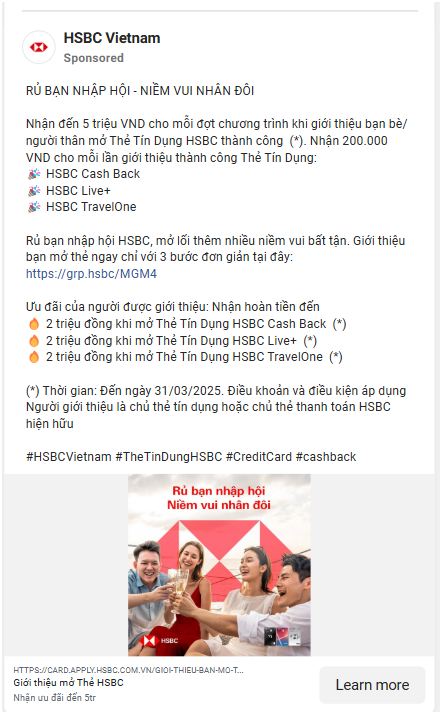 HSBC Vietnam
Sponsored
RỦ BẠN NHẬP HỘI - NIỀM VUI NHÂN ĐÔI
Nhận đến 5 triệu VND cho mỗi đợt chương trình khi giới thiệu bạn bè/
người thân mở Thẻ Tín Dụng HSBC thành công (*). Nhận 200.000
VND cho mỗi lần giới thiệu thành công Thẻ Tín Dụng:
🎉 HSBC Cash Back
🎉 HSBC Live+
🎉 HSBC TravelOne
Rủ bạn nhập hội HSBC, mở lối thêm nhiều niềm vui bất tận. Giới thiệu
bạn mở thẻ ngay chỉ với 3 bước đơn giản tại đây:
https://grp.hsbc/MGM4
Ưu đãi của người được giới thiệu: Nhận hoàn tiền đến
🔥 2 triệu đồng khi mở Thẻ Tín Dụng HSBC Cash Back (*)
🔥 2 triệu đồng khi mở Thẻ Tín Dụng HSBC Live+ (*)
🔥 2 triệu đồng khi mở Thẻ Tín Dụng HSBC TravelOne (*)
(*) Thời gian: Đến ngày 31/03/2025. Điều khoản và điều kiện áp dụng
Người giới thiệu là chủ thẻ tín dụng hoặc chủ thẻ thanh toán HSBC
hiện hữu
#HSBCVietnam #TheTinDungHSBC #CreditCard #cashback
Rủ bạn nhập hội
Niềm vui nhân đôi
HSBC
HTTPS://CARD.APPLY.HSBC.COM.VN/GIOI-THIEU-BAN-MO-T...
Giới thiệu mở Thẻ HSBC
Nhận ưu đãi đến 5tr
Learn more